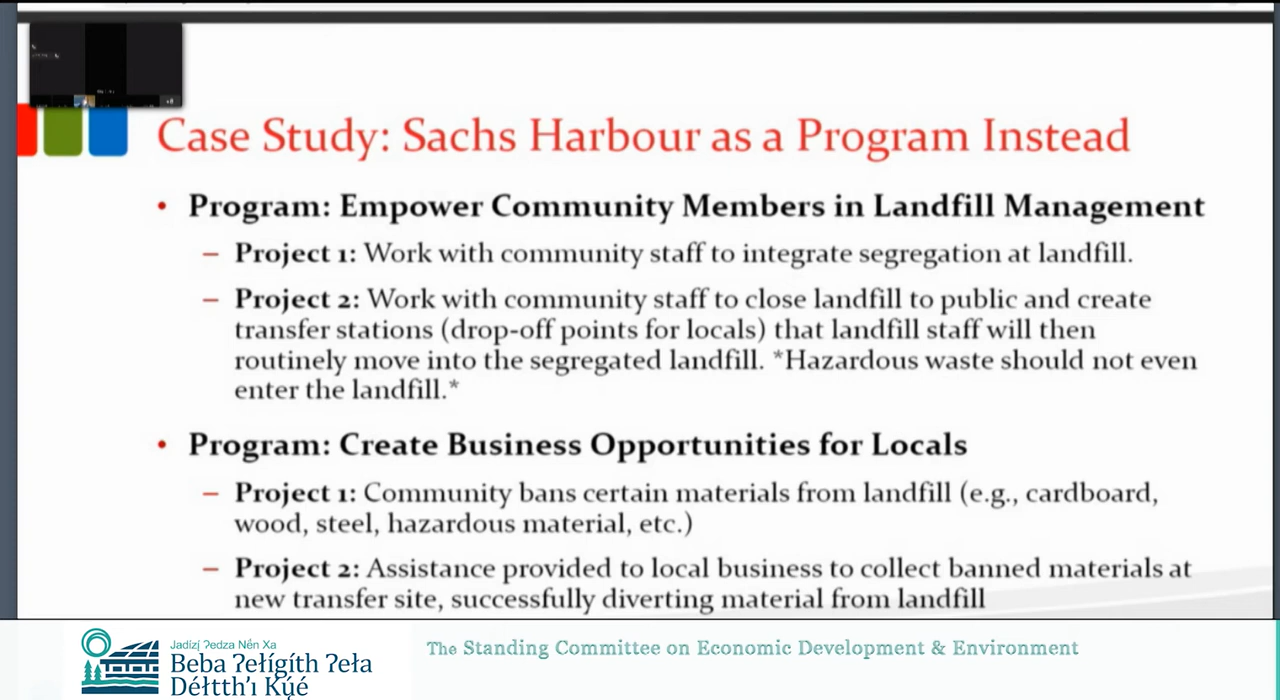 Case Study: Sachs Harbour as a Program Instead
• Program: Empower Community Members in Landfill Management
– Project 1: Work with community staff to integrate segregation at landfill.
– Project 2: Work with community staff to close landfill to public and create
transfer stations (drop-off points for locals) that landfill staff will then
routinely move into the segregated landfill. *Hazardous waste should not even
enter the landfill.*
• Program: Create Business Opportunities for Locals
– Project 1: Community bans certain materials from landfill (e.g., cardboard,
wood, steel, hazardous material, etc.)
– Project 2: Assistance provided to local business to collect banned materials at
new transfer site, successfully diverting material from landfill
Jadízį Ɂedza Nę́n Xa
Beba Ɂełígíth Ɂeła
Déłtth'ı Kų́é
The Standing Committee on Economic Development & Environment